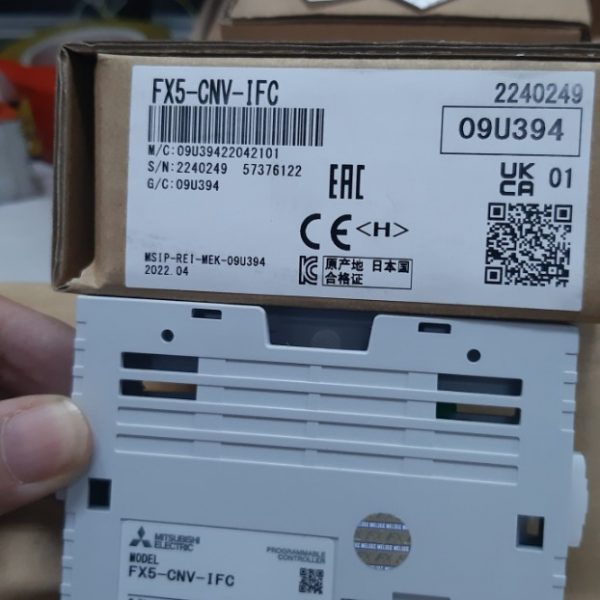 FX5-CNV-IFC
2240249
09U394
M/C:09U39422042101
S/N:2240249 57376122
G/C:09U394
EAC
UK
CA 01
CE <H>
MSIP-REI-MEK-09U394
2022.04
原产地 日本国
合格证
MITSUBISHI
ELECTRIC
PROGRAMMABLE
CONTROLLER
MODEL
FX5-CNV-IFC